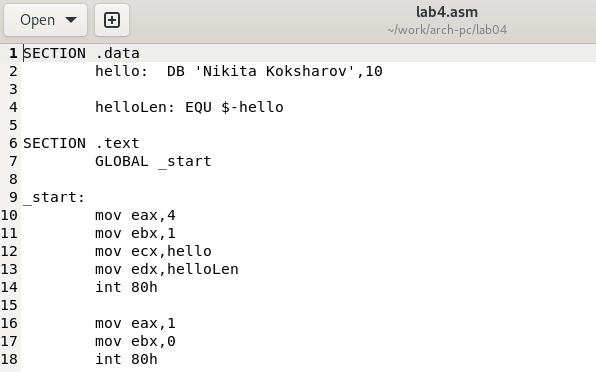 Open
lab4.asm
~/work/arch-pc/lab04
1 SECTION .data
2         hello:  DB 'Nikita Koksharov',10
3
4         helloLen: EQU $-hello
5
6 SECTION .text
7         GLOBAL _start
8
9 _start:
10         mov eax,4
11         mov ebx,1
12         mov ecx,hello
13         mov edx,helloLen
14         int 80h
15
16         mov eax,1
17         mov ebx,0
18         int 80h